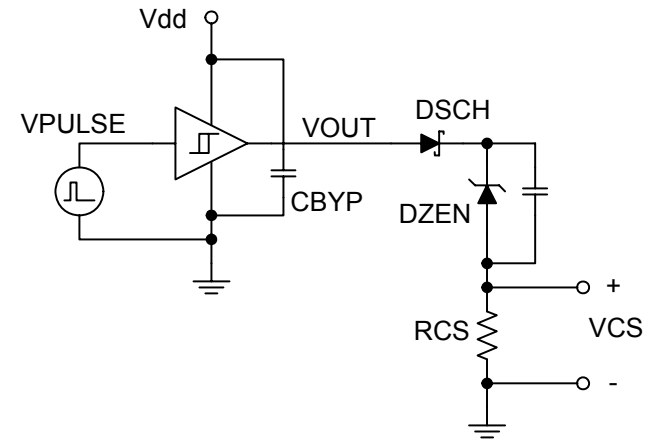 Vdd
DSCH
VPULSE
VOUT
CBYP
DZEN
+
RCS
VCS
-